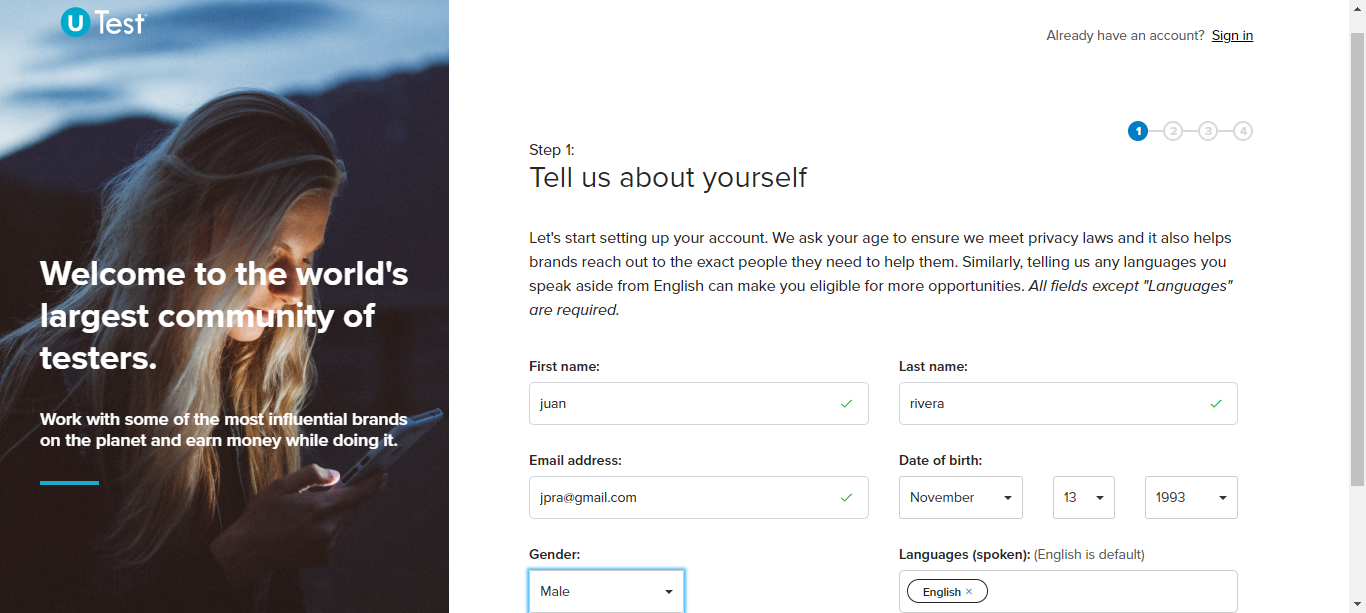 U Test
Already have an account? Sign in
1 2 3 4
Step 1:
Tell us about yourself
Let's start setting up your account. We ask your age to ensure we meet privacy laws and it also helps
brands reach out to the exact people they need to help them. Similarly, telling us any languages you
speak aside from English can make you eligible for more opportunities. All fields except "Languages"
are required.
Welcome to the world's
largest community of
testers.
Work with some of the most influential brands
on the planet and earn money while doing it.
First name: Last name:
juan rivera
Email address: Date of birth:
jpra@gmail.com November 13 1993
Gender: Languages (spoken): (English is default)
Male English ×